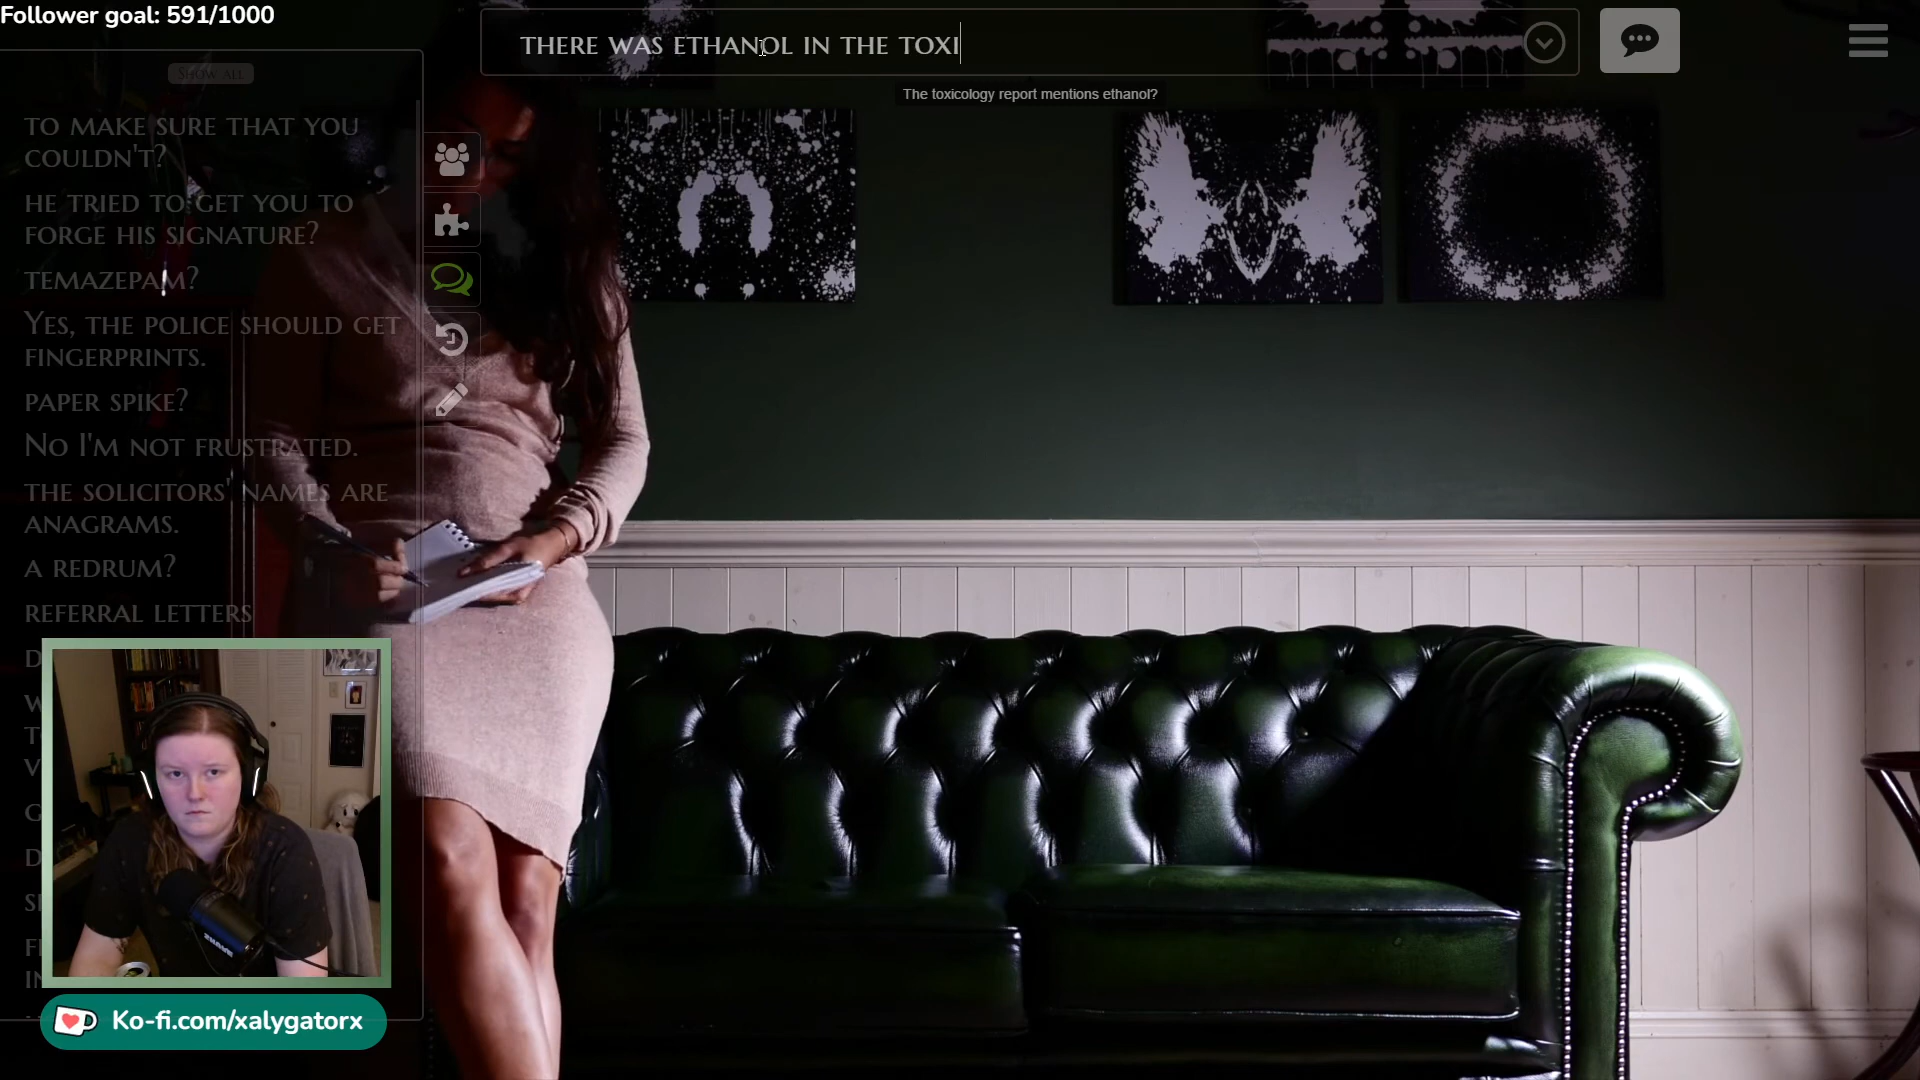 Follower goal: 591/1000
THERE WAS ETHANOL IN THE TOXI
The toxicology report mentions ethanol?
Show All
TO MAKE SURE THAT YOU
COULDN'T?
HE TRIED TO GET YOU TO
FORGE HIS SIGNATURE?
TEMAZEPAM?
YES, THE POLICE SHOULD GET
FINGERPRINTS.
PAPER SPIKE?
NO I'M NOT FRUSTRATED.
THE SOLICITORS' NAMES ARE
ANAGRAMS.
A REDRUM?
REFERRAL LETTERS
Ko-fi.com/xalygatorx